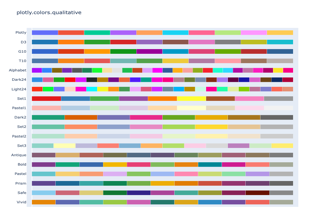 plotly.colors.qualitative
Plotly
D3
G10
T10
Alphabet
Dark24
Light24
Set1
Pastel1
Dark2
Set2
Pastel2
Set3
Antique
Bold
Pastel
Prism
Safe
Vivid